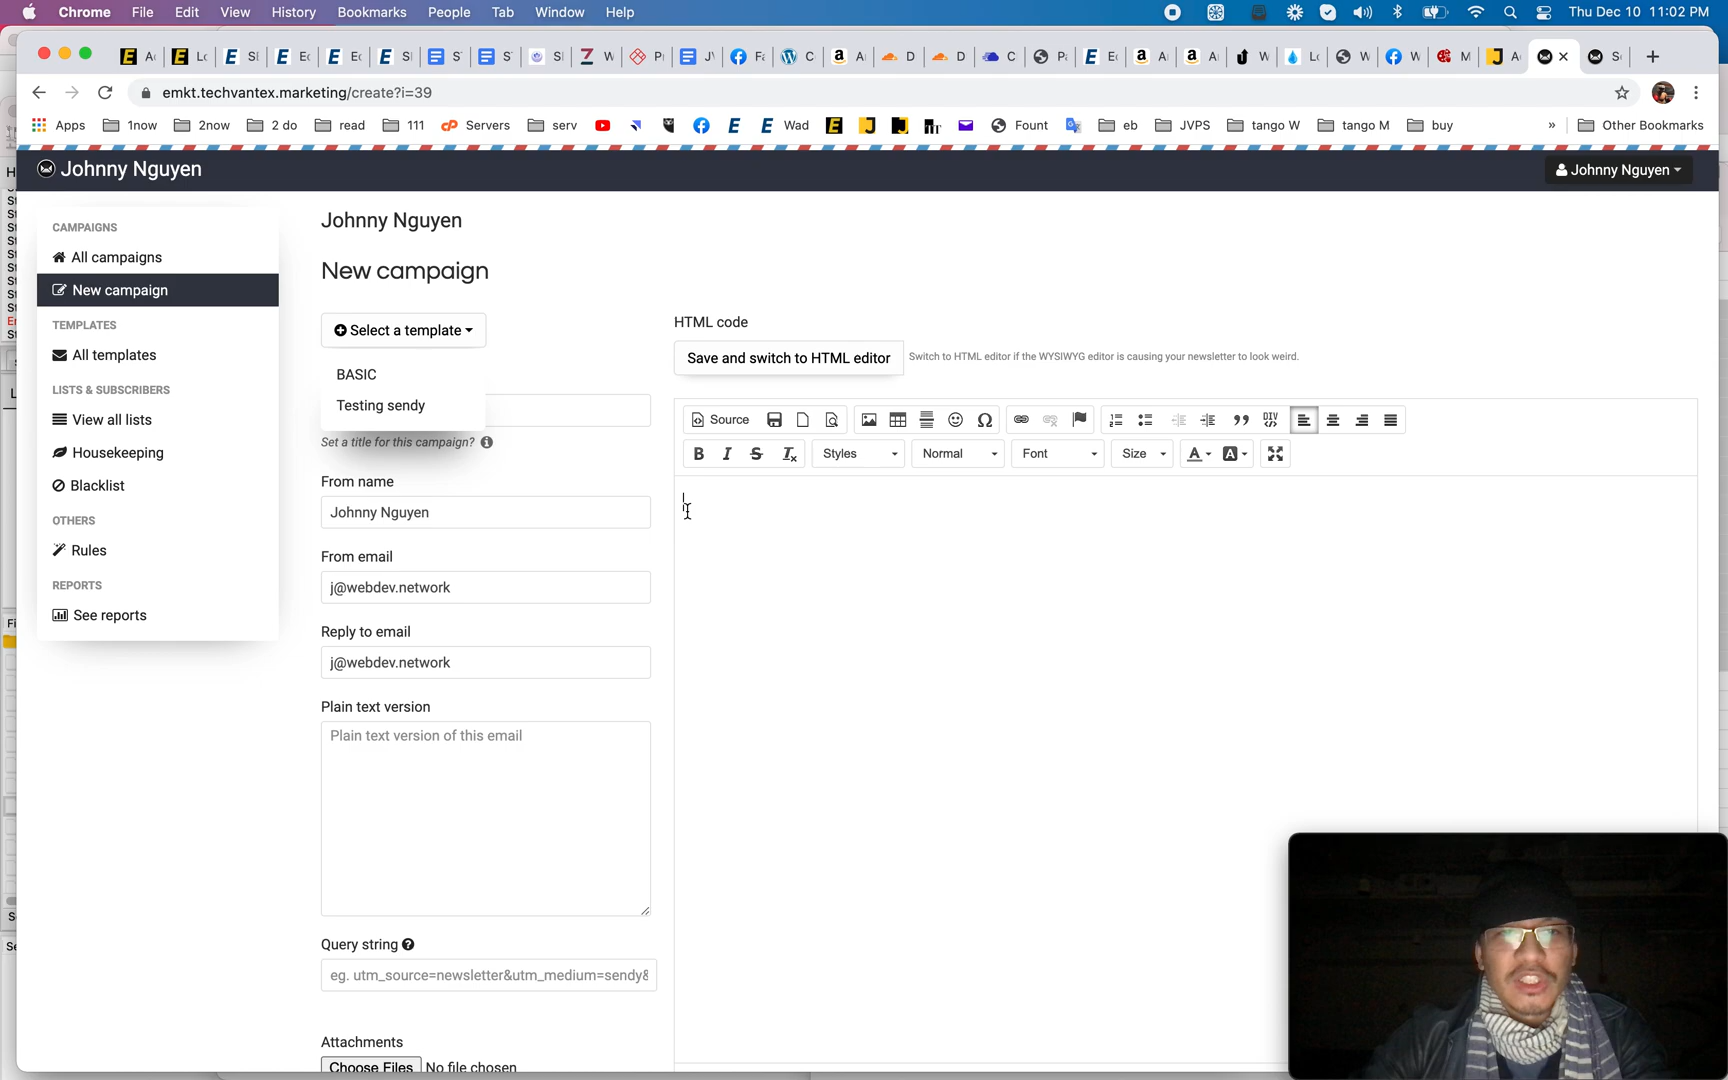 Chrome File Edit View History Bookmarks People Tab Window Help Thu Dec 10 11:02 PM
emkt.techvantex.marketing/create?i=39
Apps 1now 2now 2 do read 111 Servers serv Wad Fount eb JVPS tango W tango M buy » Other Bookmarks
Johnny Nguyen
Johnny Nguyen
CAMPAIGNS
All campaigns
New campaign
TEMPLATES
All templates
LISTS & SUBSCRIBERS
View all lists
Housekeeping
Blacklist
OTHERS
Rules
REPORTS
See reports
Johnny Nguyen
New campaign
Select a template
BASIC
Testing sendy
Set a title for this campaign?
From name
Johnny Nguyen
From email
j@webdev.network
Reply to email
j@webdev.network
Plain text version
Plain text version of this email
Query string
eg. utm_source=newsletter&utm_medium=sendy&
Attachments
Choose Files No file chosen
HTML code
Save and switch to HTML editor Switch to HTML editor if the WYSIWYG editor is causing your newsletter to look weird.
Source
Styles Normal Font Size